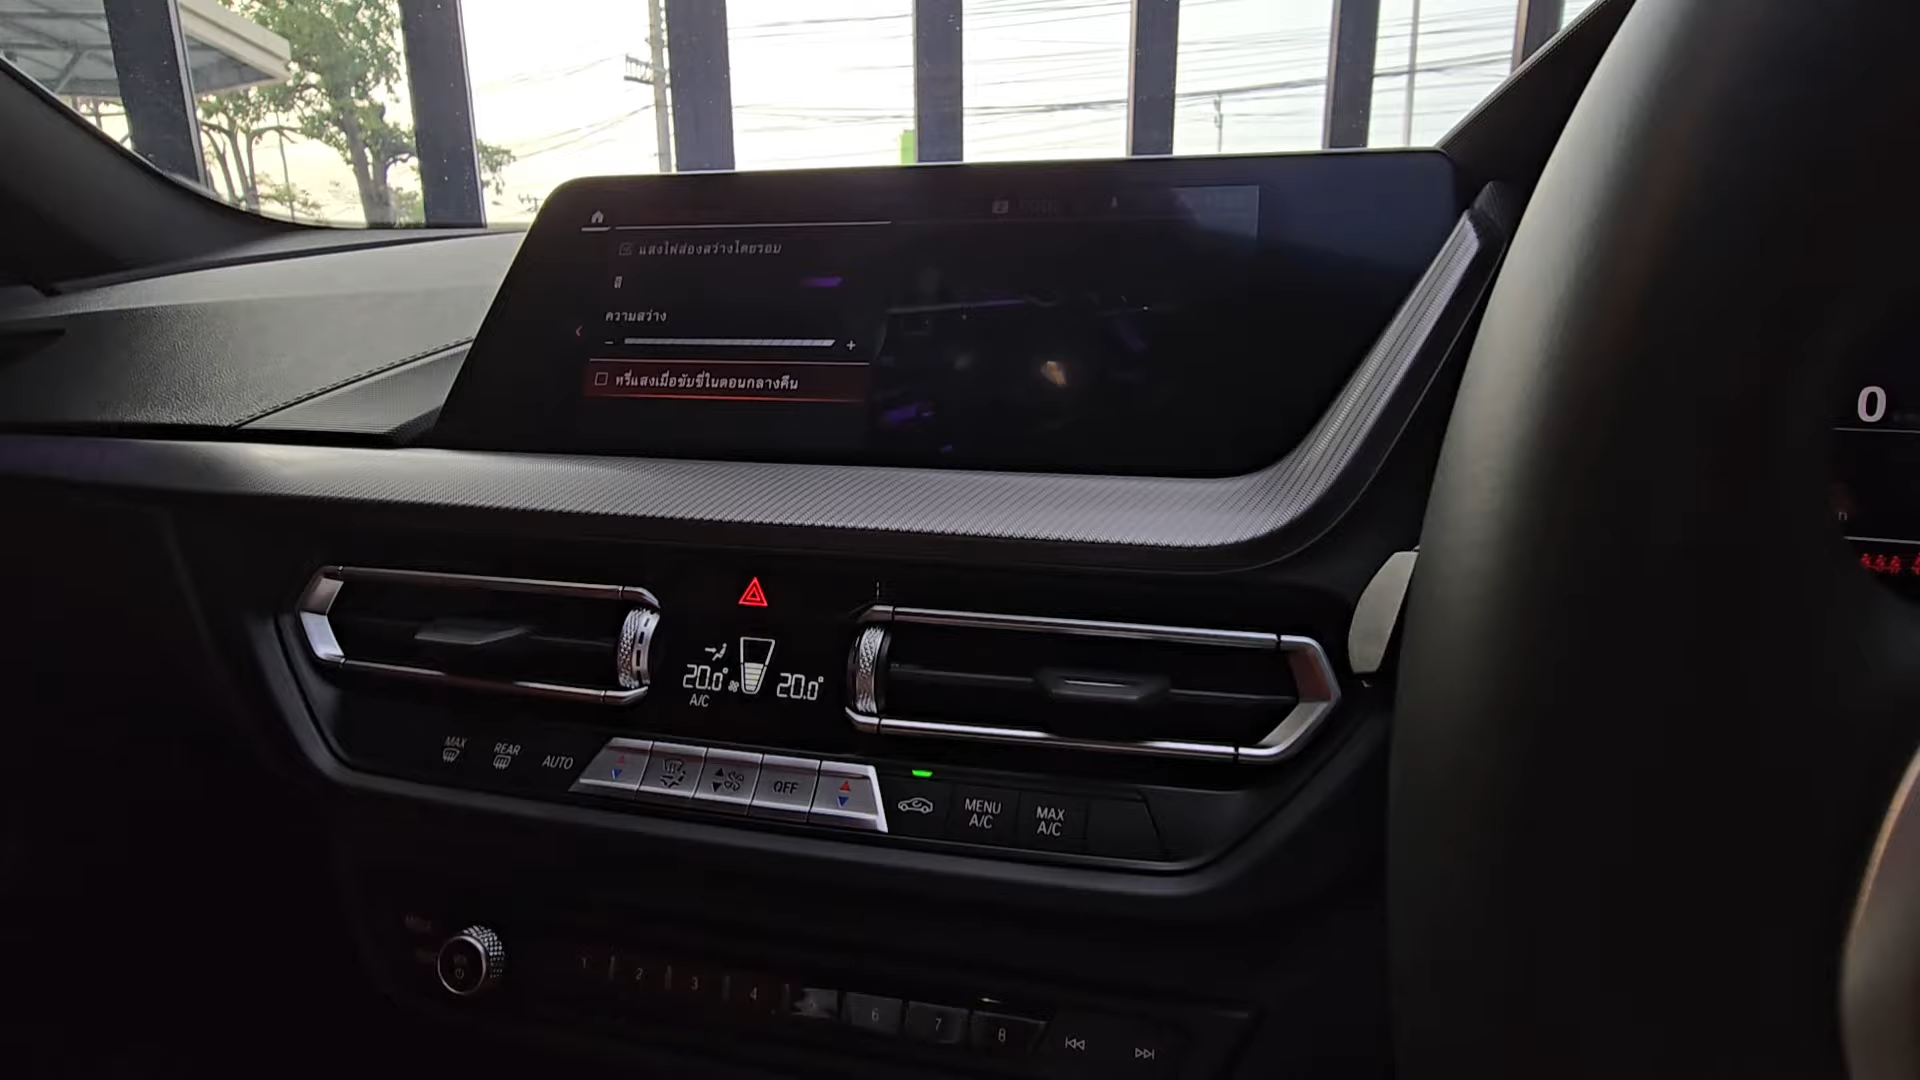 แสงไฟส่องสว่างโดยรอบ
สี
ความสว่าง
− +
หรี่แสงเมื่อขับขี่ในตอนกลางคืน
0
20.0° 20.0°
A/C
MAX REAR AUTO OFF MENU A/C MAX A/C
1 2 3 4 6 7 8